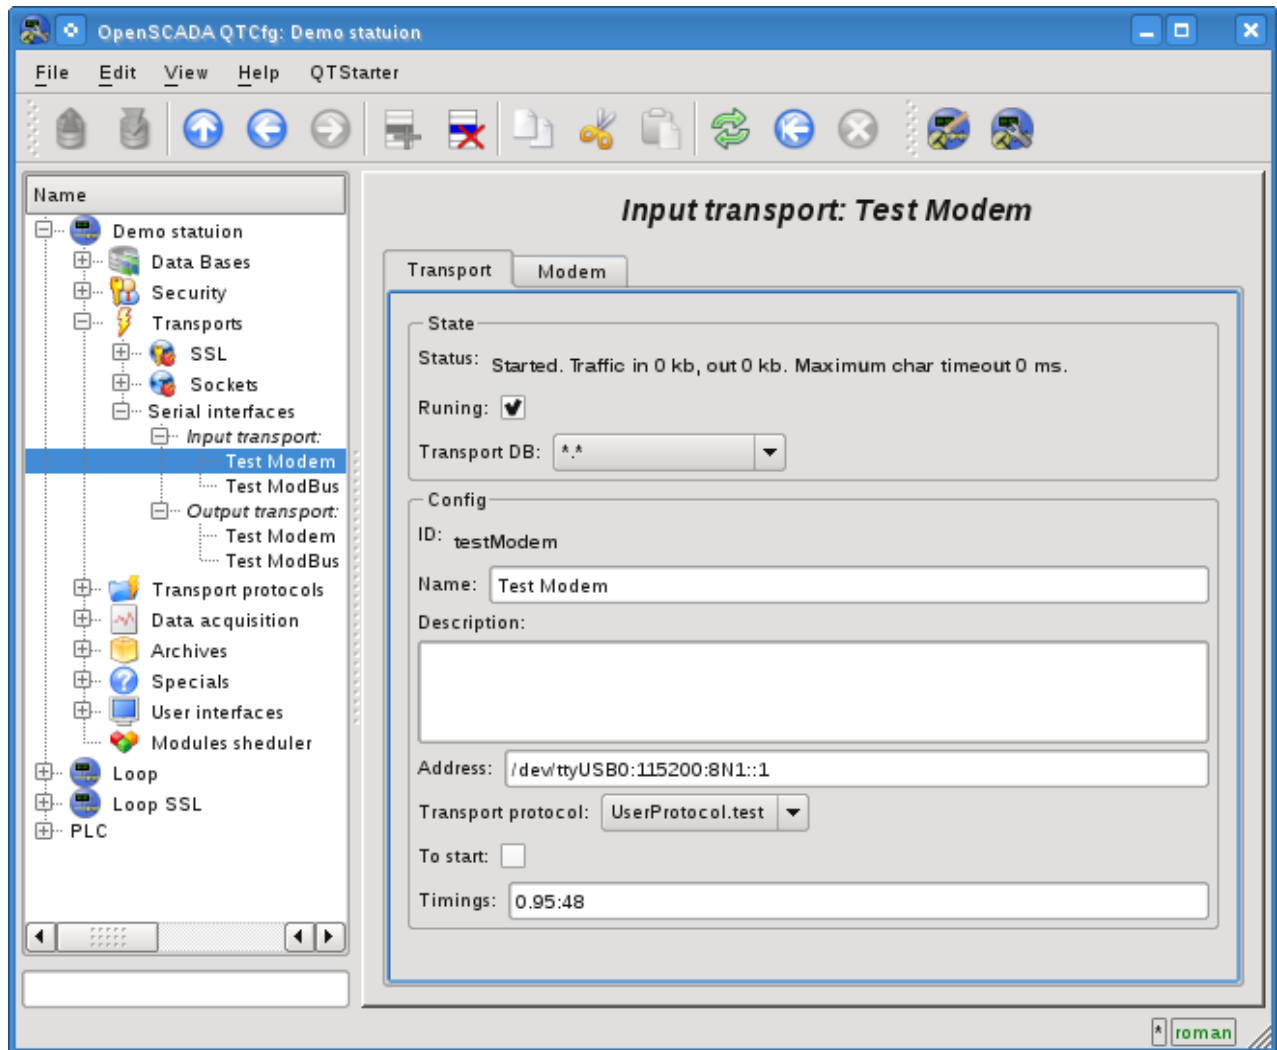 OpenSCADA QTCfg: Demo statuion
File Edit View Help QTStarter
Name
Demo statuion
Data Bases
Security
Transports
SSL
Sockets
Serial interfaces
Input transport:
Test Modem
Test ModBus
Output transport:
Test Modem
Test ModBus
Transport protocols
Data acquisition
Archives
Specials
User interfaces
Modules sheduler
Loop
Loop SSL
PLC
Input transport: Test Modem
Transport Modem
State
Status: Started. Traffic in 0 kb, out 0 kb. Maximum char timeout 0 ms.
Runing:
Transport DB: *.*
Config
ID: testModem
Name: Test Modem
Description:
Address: /dev/ttyUSB0:115200:8N1::1
Transport protocol: UserProtocol.test
To start:
Timings: 0.95:48
* roman